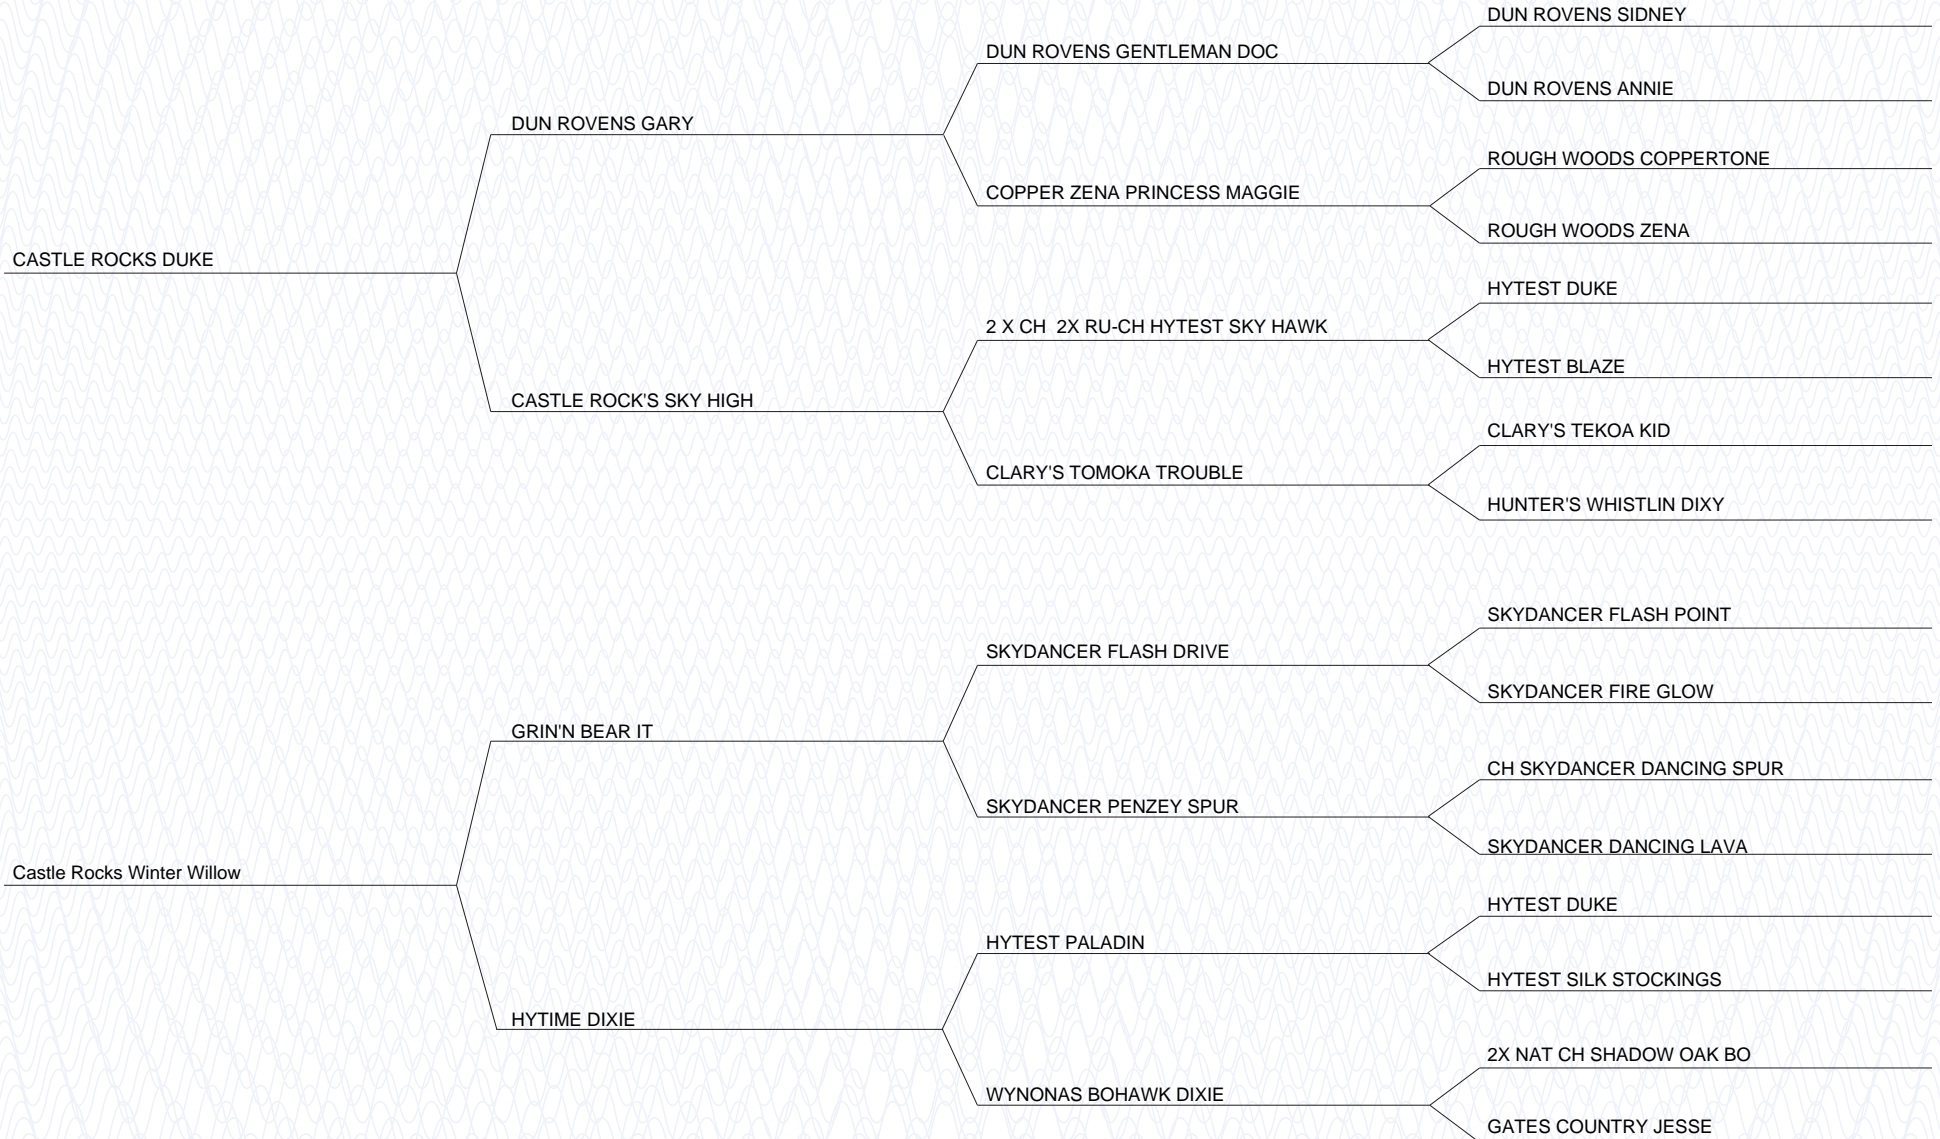 DUN ROVENS SIDNEY
DUN ROVENS GENTLEMAN DOC
DUN ROVENS ANNIE
DUN ROVENS GARY
ROUGH WOODS COPPERTONE
COPPER ZENA PRINCESS MAGGIE
ROUGH WOODS ZENA
CASTLE ROCKS DUKE
HYTEST DUKE
2 X CH  2X RU-CH HYTEST SKY HAWK
HYTEST BLAZE
CASTLE ROCK'S SKY HIGH
CLARY'S TEKOA KID
CLARY'S TOMOKA TROUBLE
HUNTER'S WHISTLIN DIXY
SKYDANCER FLASH POINT
SKYDANCER FLASH DRIVE
SKYDANCER FIRE GLOW
GRIN'N BEAR IT
CH SKYDANCER DANCING SPUR
SKYDANCER PENZEY SPUR
SKYDANCER DANCING LAVA
Castle Rocks Winter Willow
HYTEST DUKE
HYTEST PALADIN
HYTEST SILK STOCKINGS
HYTIME DIXIE
2X NAT CH SHADOW OAK BO
WYNONAS BOHAWK DIXIE
GATES COUNTRY JESSE